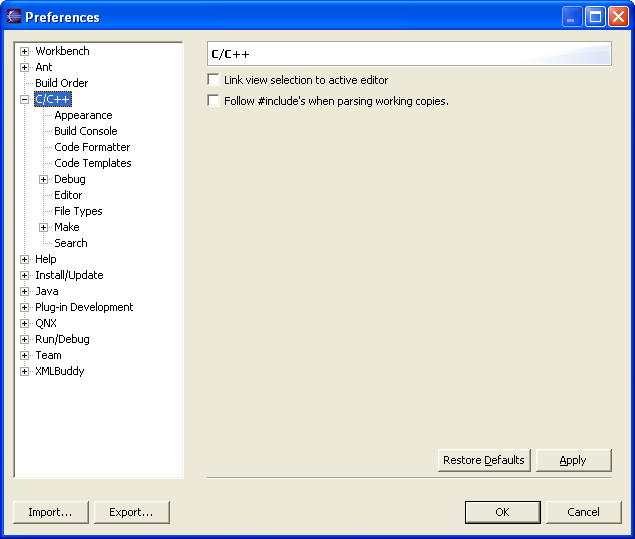 Preferences
Workbench
Ant
Build Order
C/C++
Appearance
Build Console
Code Formatter
Code Templates
Debug
Editor
File Types
Make
Search
Help
Install/Update
Java
Plug-in Development
QNX
Run/Debug
Team
XMLBuddy
C/C++
Link view selection to active editor
Follow #include's when parsing working copies.
Restore Defaults
Apply
Import...
Export...
OK
Cancel